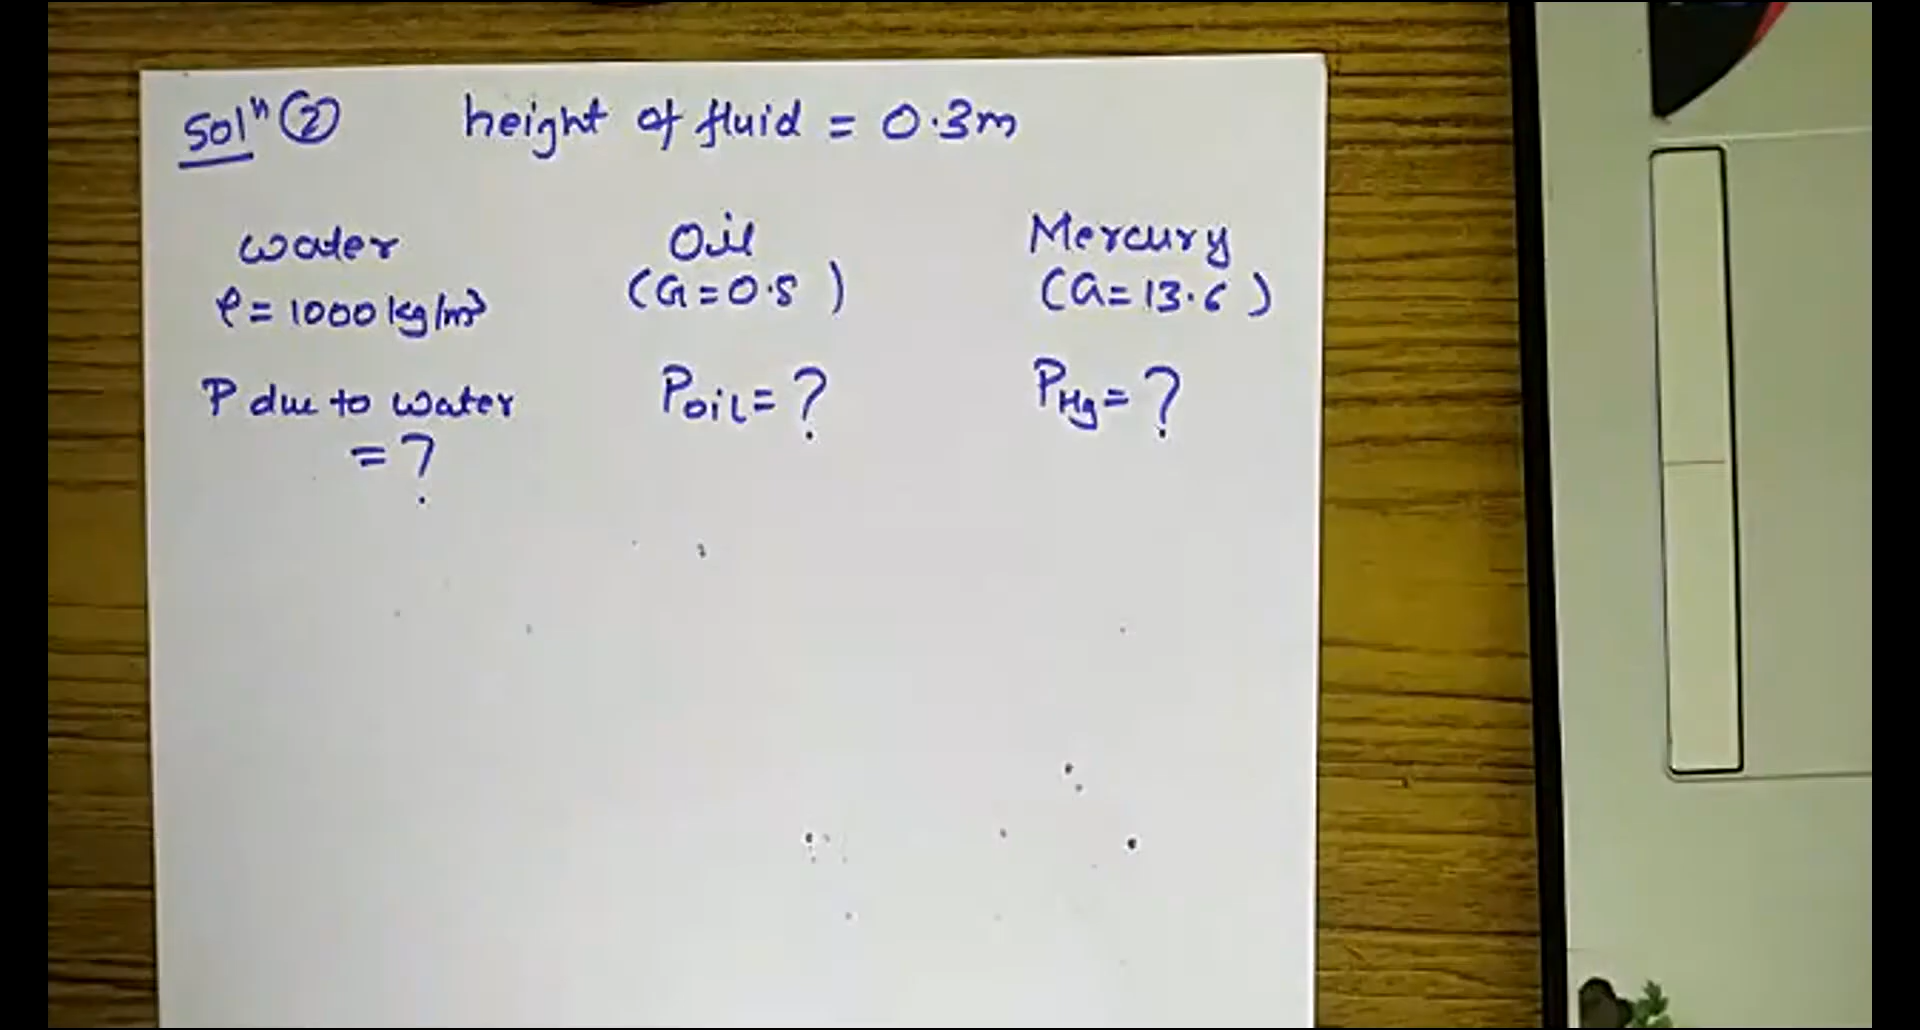 Solⁿ ② height of fluid = 0.3m
water Oil Mercury
ρ = 1000 kg/m³ (G=0.8) (G=13.6)
P due to water POIL = ? PHg = ?
= ?